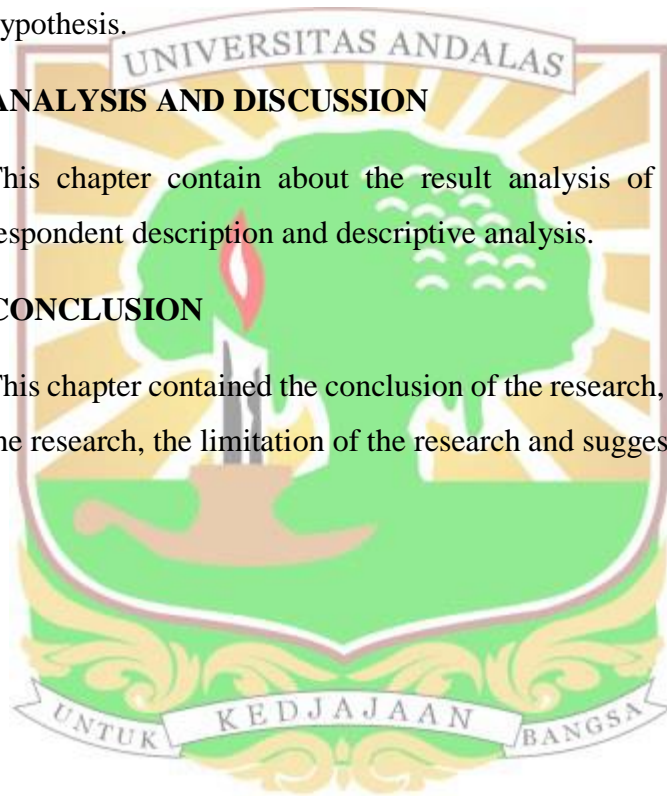 ypothesis.
UNIVERSITAS ANDALAS
ANALYSIS AND DISCUSSION
This chapter contain about the result analysis of
espondent description and descriptive analysis.
CONCLUSION
This chapter contained the conclusion of the research,
he research, the limitation of the research and sugges
UNTUK KEDJAJAAN BANGSA